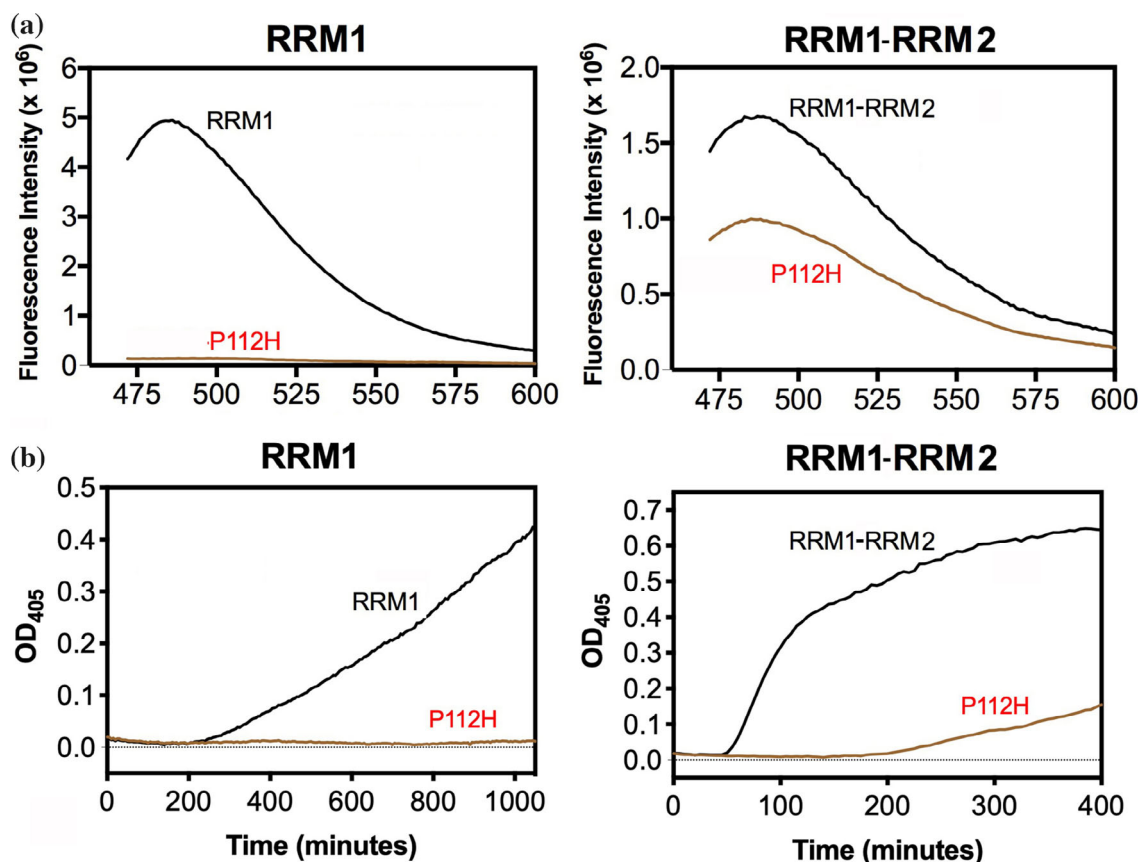 (a)
RRM1
Fluorescence Intensity (x 10⁶)
6
5
4
3
2
1
0
RRM1
P112H
475 500 525 550 575 600
RRM1-RRM2
Fluorescence Intensity (x 10⁶)
2.0
1.5
1.0
0.5
0.0
RRM1-RRM2
P112H
475 500 525 550 575 600
(b)
RRM1
OD₄₀₅
0.5
0.4
0.3
0.2
0.1
0.0
RRM1
P112H
0 200 400 600 800 1000
Time (minutes)
RRM1-RRM2
OD₄₀₅
0.7
0.6
0.5
0.4
0.3
0.2
0.1
0.0
RRM1-RRM2
P112H
0 100 200 300 400
Time (minutes)